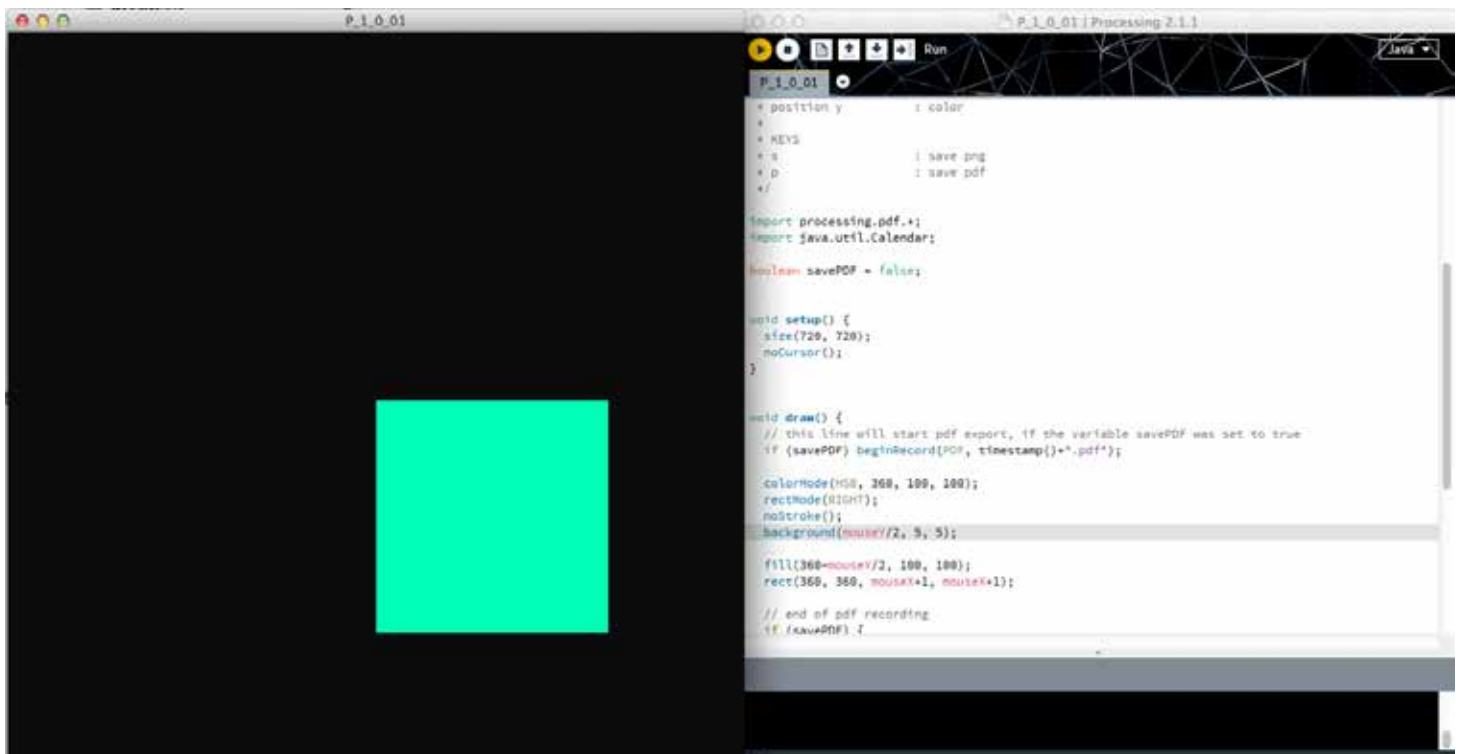 P_1_0_01
P_1_0_01 | Processing 2.1.1
Run
Java
P_1_0_01
* position y : color
*
* KEYS
* s : save png
* p : save pdf
*/
import processing.pdf.*;
import java.util.Calendar;
boolean savePDF = false;
void setup() {
size(720, 720);
noCursor();
}
void draw() {
// this line will start pdf export, if the variable savePDF was set to true
if (savePDF) beginRecord(PDF, timestamp()+".pdf");
colorMode(HSB, 360, 100, 100);
rectMode(RIGHT);
noStroke();
background(mouseY/2, 5, 5);
fill(360-mouseY/2, 100, 100);
rect(360, 360, mouseX+1, mouseX+1);
// end of pdf recording
if (savePDF) {